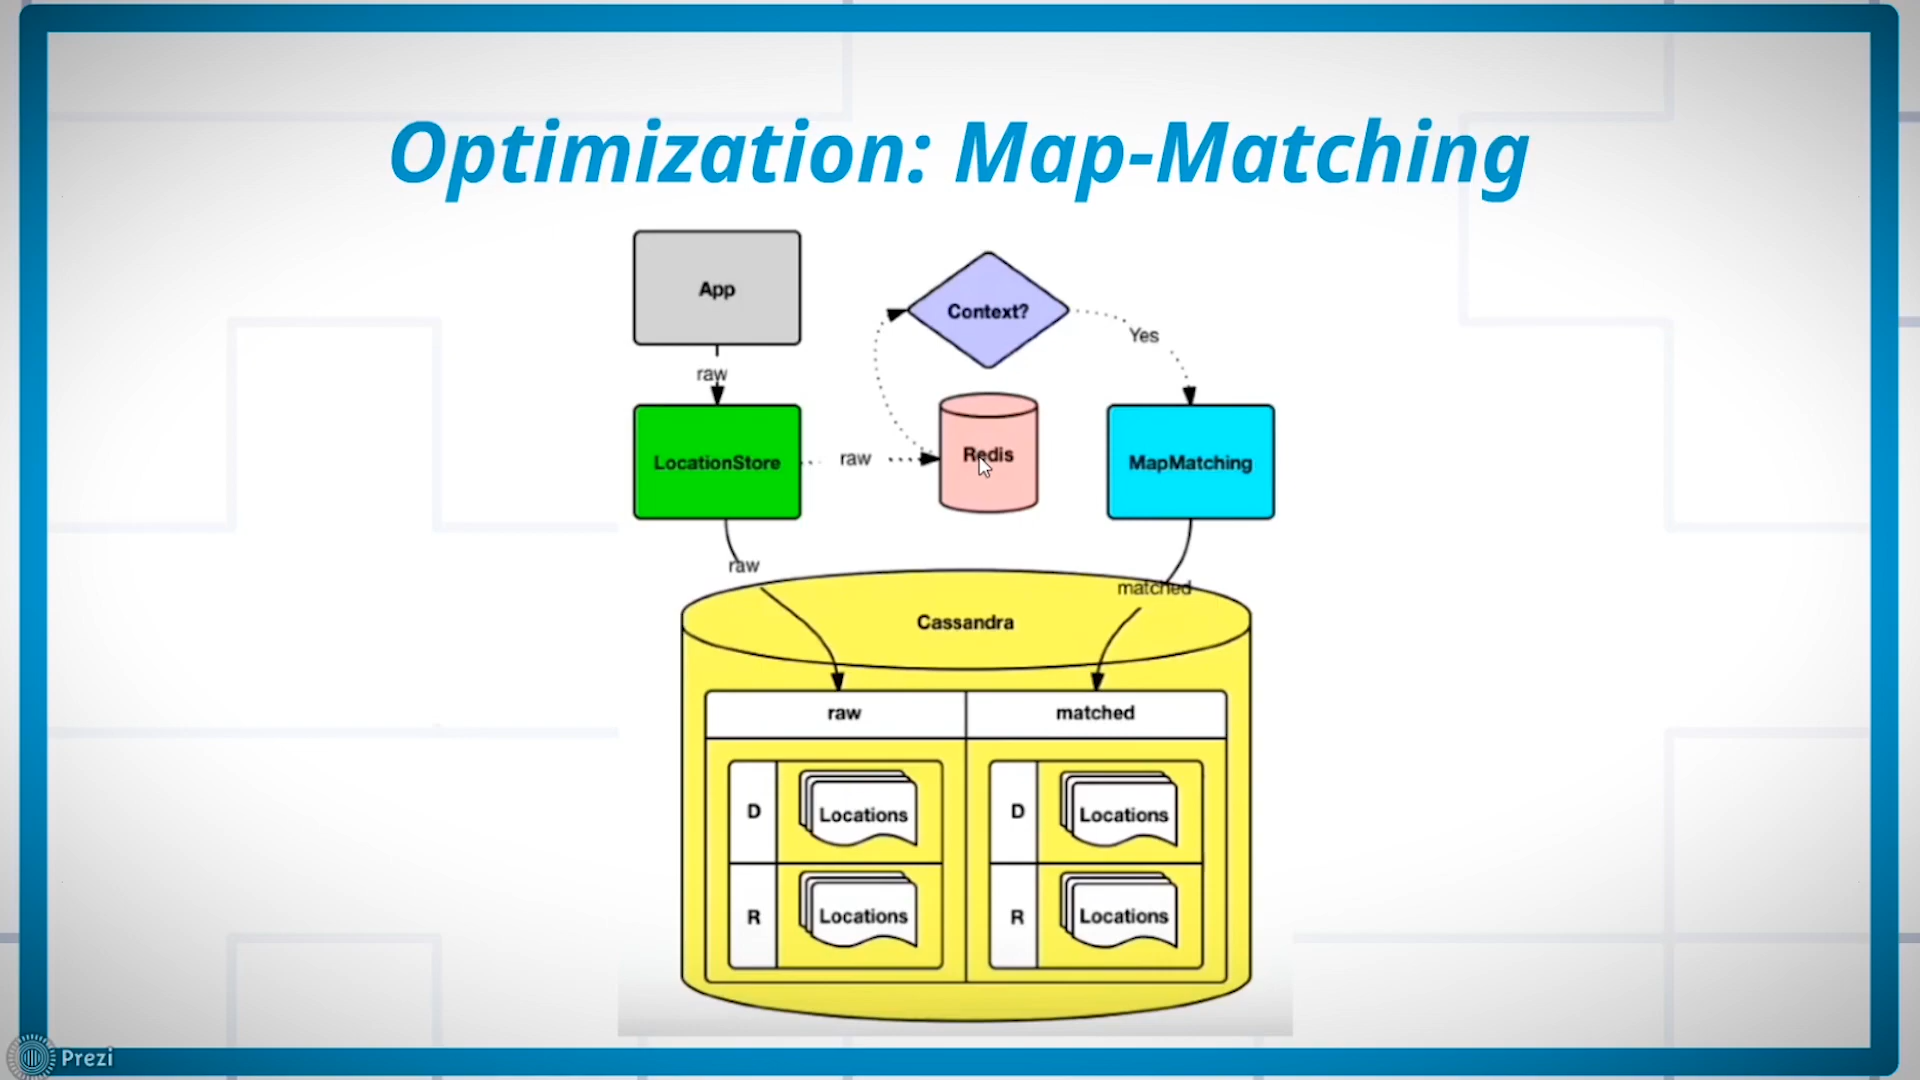 Optimization: Map-Matching
App
Context?
Yes
raw
LocationStore
raw
Redis
MapMatching
raw
matched
Cassandra
raw
matched
D
Locations
D
Locations
R
Locations
R
Locations
Prezi